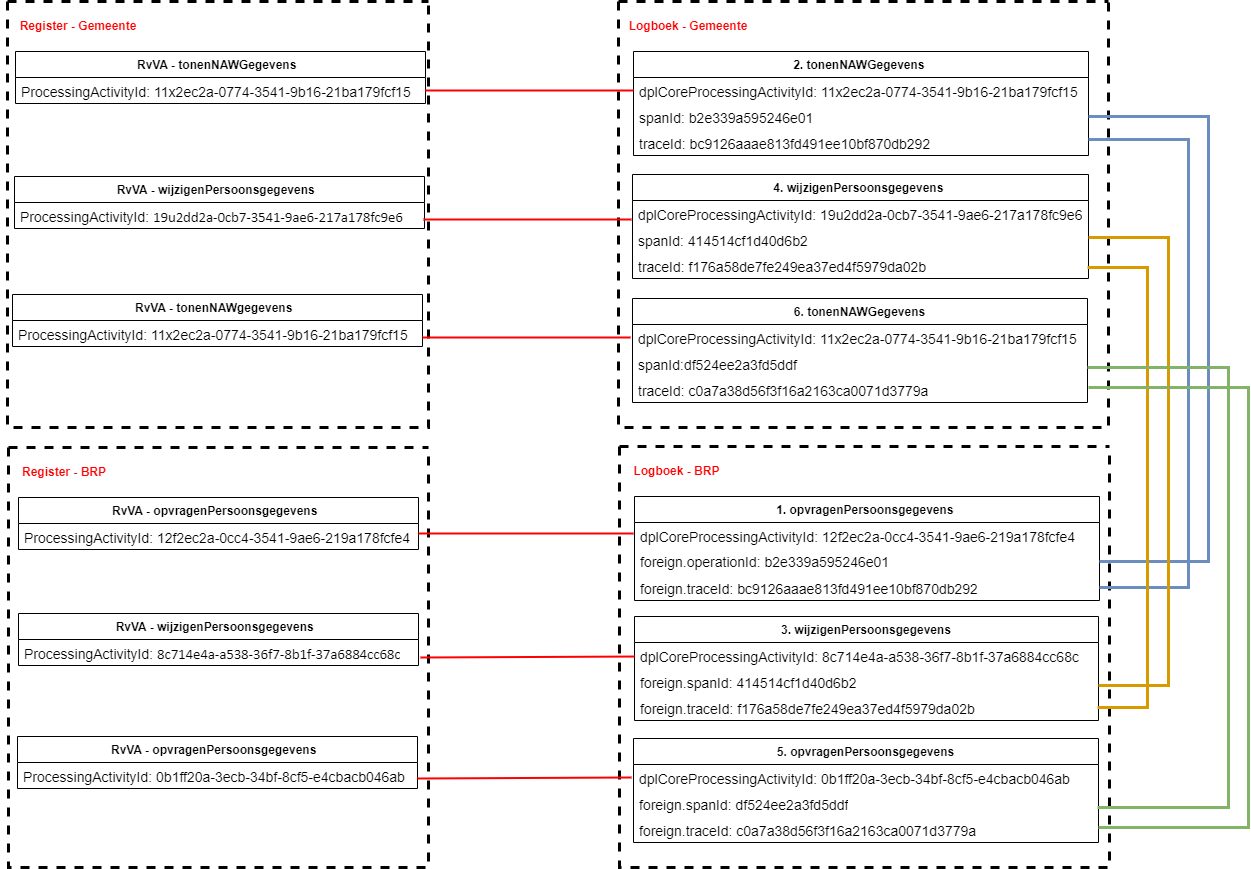 Register - Gemeente
RvVA - tonenNAWGegevens
ProcessingActivityId: 11x2ec2a-0774-3541-9b16-21ba179fcf15
RvVA - wijzigenPersoonsgegevens
ProcessingActivityId: 19u2dd2a-0cb7-3541-9ae6-217a178fc9e6
RvVA - tonenNAWgegevens
ProcessingActivityId: 11x2ec2a-0774-3541-9b16-21ba179fcf15
Logboek - Gemeente
2. tonenNAWGegevens
dplCoreProcessingActivityId: 11x2ec2a-0774-3541-9b16-21ba179fcf15
spanId: b2e339a595246e01
traceId: bc9126aaae813fd491ee10bf870db292
4. wijzigenPersoonsgegevens
dplCoreProcessingActivityId: 19u2dd2a-0cb7-3541-9ae6-217a178fc9e6
spanId: 414514cf1d40d6b2
traceId: f176a58de7fe249ea37ed4f5979da02b
6. tonenNAWGegevens
dplCoreProcessingActivityId: 11x2ec2a-0774-3541-9b16-21ba179fcf15
spanId:df524ee2a3fd5ddf
traceId: c0a7a38d56f3f16a2163ca0071d3779a
Register - BRP
RvVA - opvragenPersoonsgegevens
ProcessingActivityId: 12f2ec2a-0cc4-3541-9ae6-219a178fcfe4
RvVA - wijzigenPersoonsgegevens
ProcessingActivityId: 8c714e4a-a538-36f7-8b1f-37a6884cc68c
RvVA - opvragenPersoonsgegevens
ProcessingActivityId: 0b1ff20a-3ecb-34bf-8cf5-e4cbacb046ab
Logboek - BRP
1. opvragenPersoonsgegevens
dplCoreProcessingActivityId: 12f2ec2a-0cc4-3541-9ae6-219a178fcfe4
foreign.operationId: b2e339a595246e01
foreign.traceId: bc9126aaae813fd491ee10bf870db292
3. wijzigenPersoonsgegevens
dplCoreProcessingActivityId: 8c714e4a-a538-36f7-8b1f-37a6884cc68c
foreign.spanId: 414514cf1d40d6b2
foreign.traceId: f176a58de7fe249ea37ed4f5979da02b
5. opvragenPersoonsgegevens
dplCoreProcessingActivityId: 0b1ff20a-3ecb-34bf-8cf5-e4cbacb046ab
foreign.spanId: df524ee2a3fd5ddf
foreign.traceId: c0a7a38d56f3f16a2163ca0071d3779a